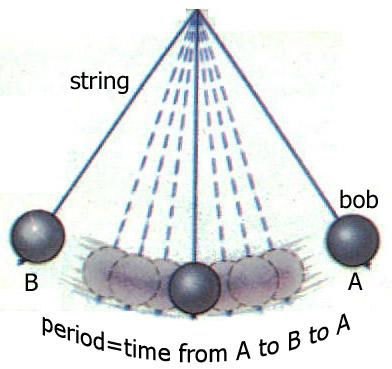 string
bob
B
A
period=time from A to B to A